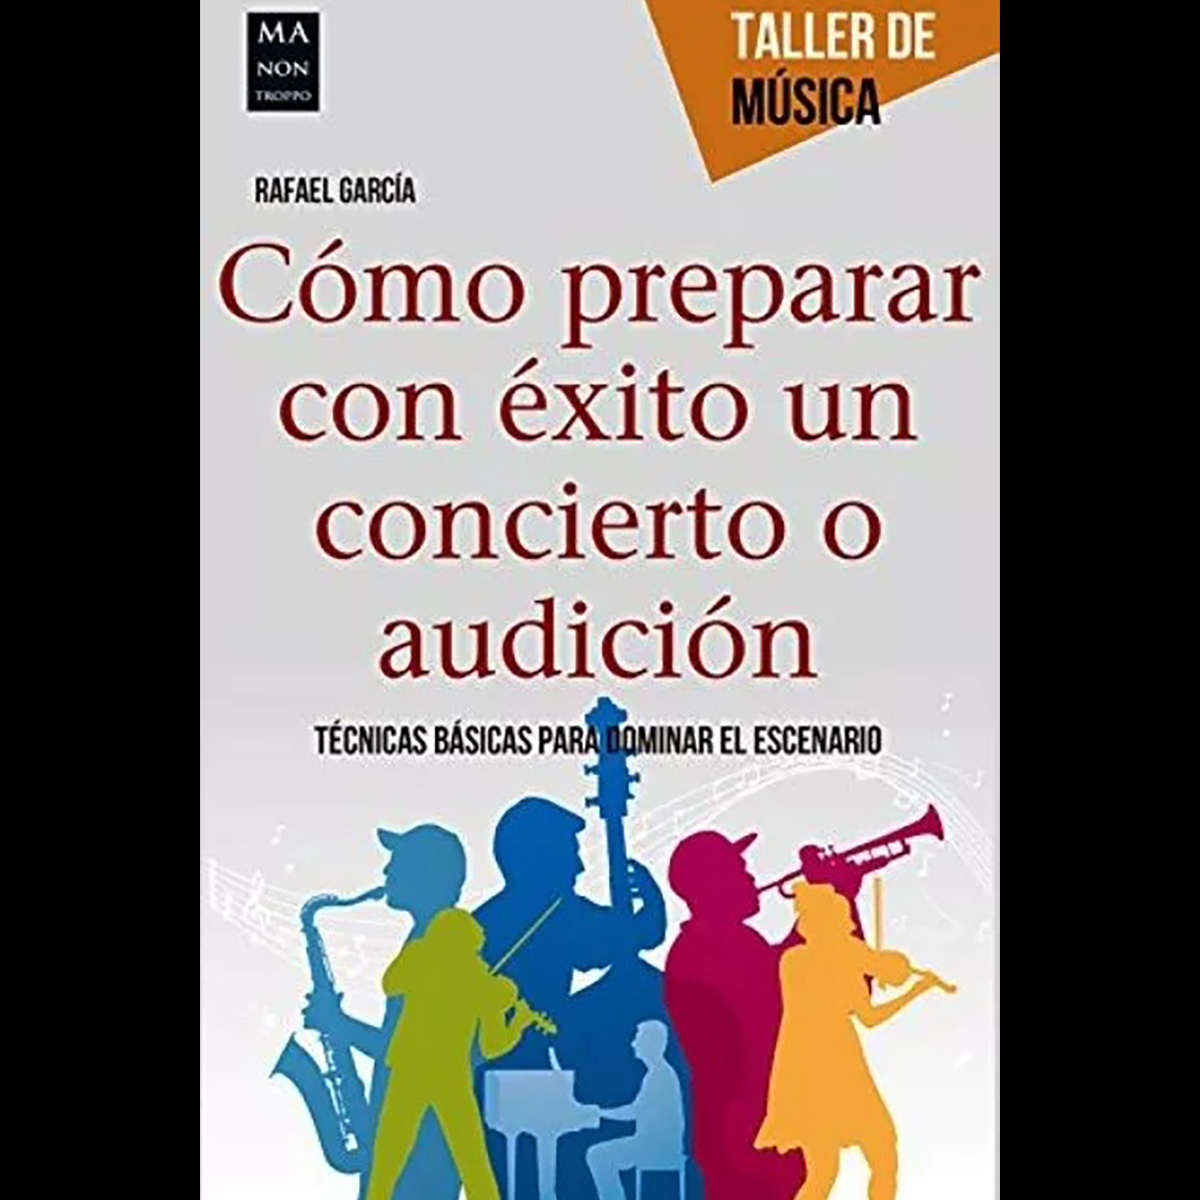 MA
NON
TROPPO
TALLER DE
MÚSICA
RAFAEL GARCÍA
Cómo preparar
con éxito un
concierto o
audición
TÉCNICAS BÁSICAS PARA DOMINAR EL ESCENARIO